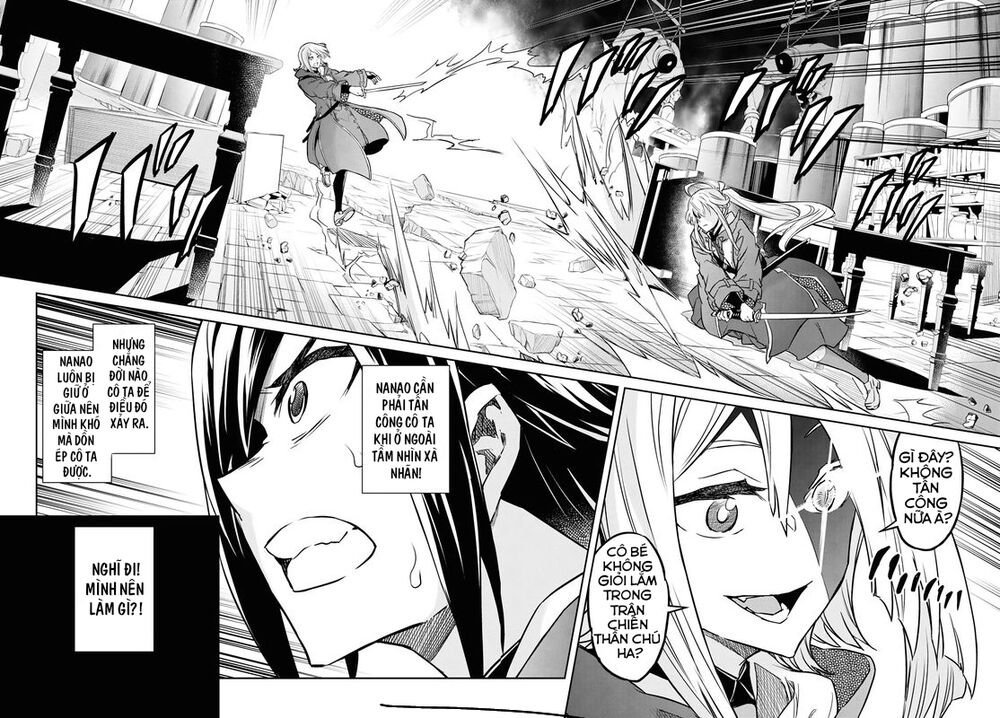 GÌ ĐÂY?
KHÔNG
TẤN
CÔNG
NỮA À?
CÔ BÉ
KHÔNG
GIỎI LẮM
TRONG
TRẬN
CHIẾN
THẦN CHÚ
HA?
NANAO CẦN
PHẢI TẤN
CÔNG CÔ TA
KHI Ở NGOÀI
TẦM NHÌN XÀ
NHÃN!
NHƯNG
CHẲNG
ĐỜI NÀO
CÔ TA ĐỂ
ĐIỀU ĐÓ
XẢY RA.
NANAO
LUÔN BỊ
GIỮ Ở
GIỮA NÊN
MÌNH KHÓ
MÀ DỒN
ÉP CÔ TA
ĐƯỢC.
NGHĨ ĐI!
MÌNH NÊN
LÀM GÌ?!